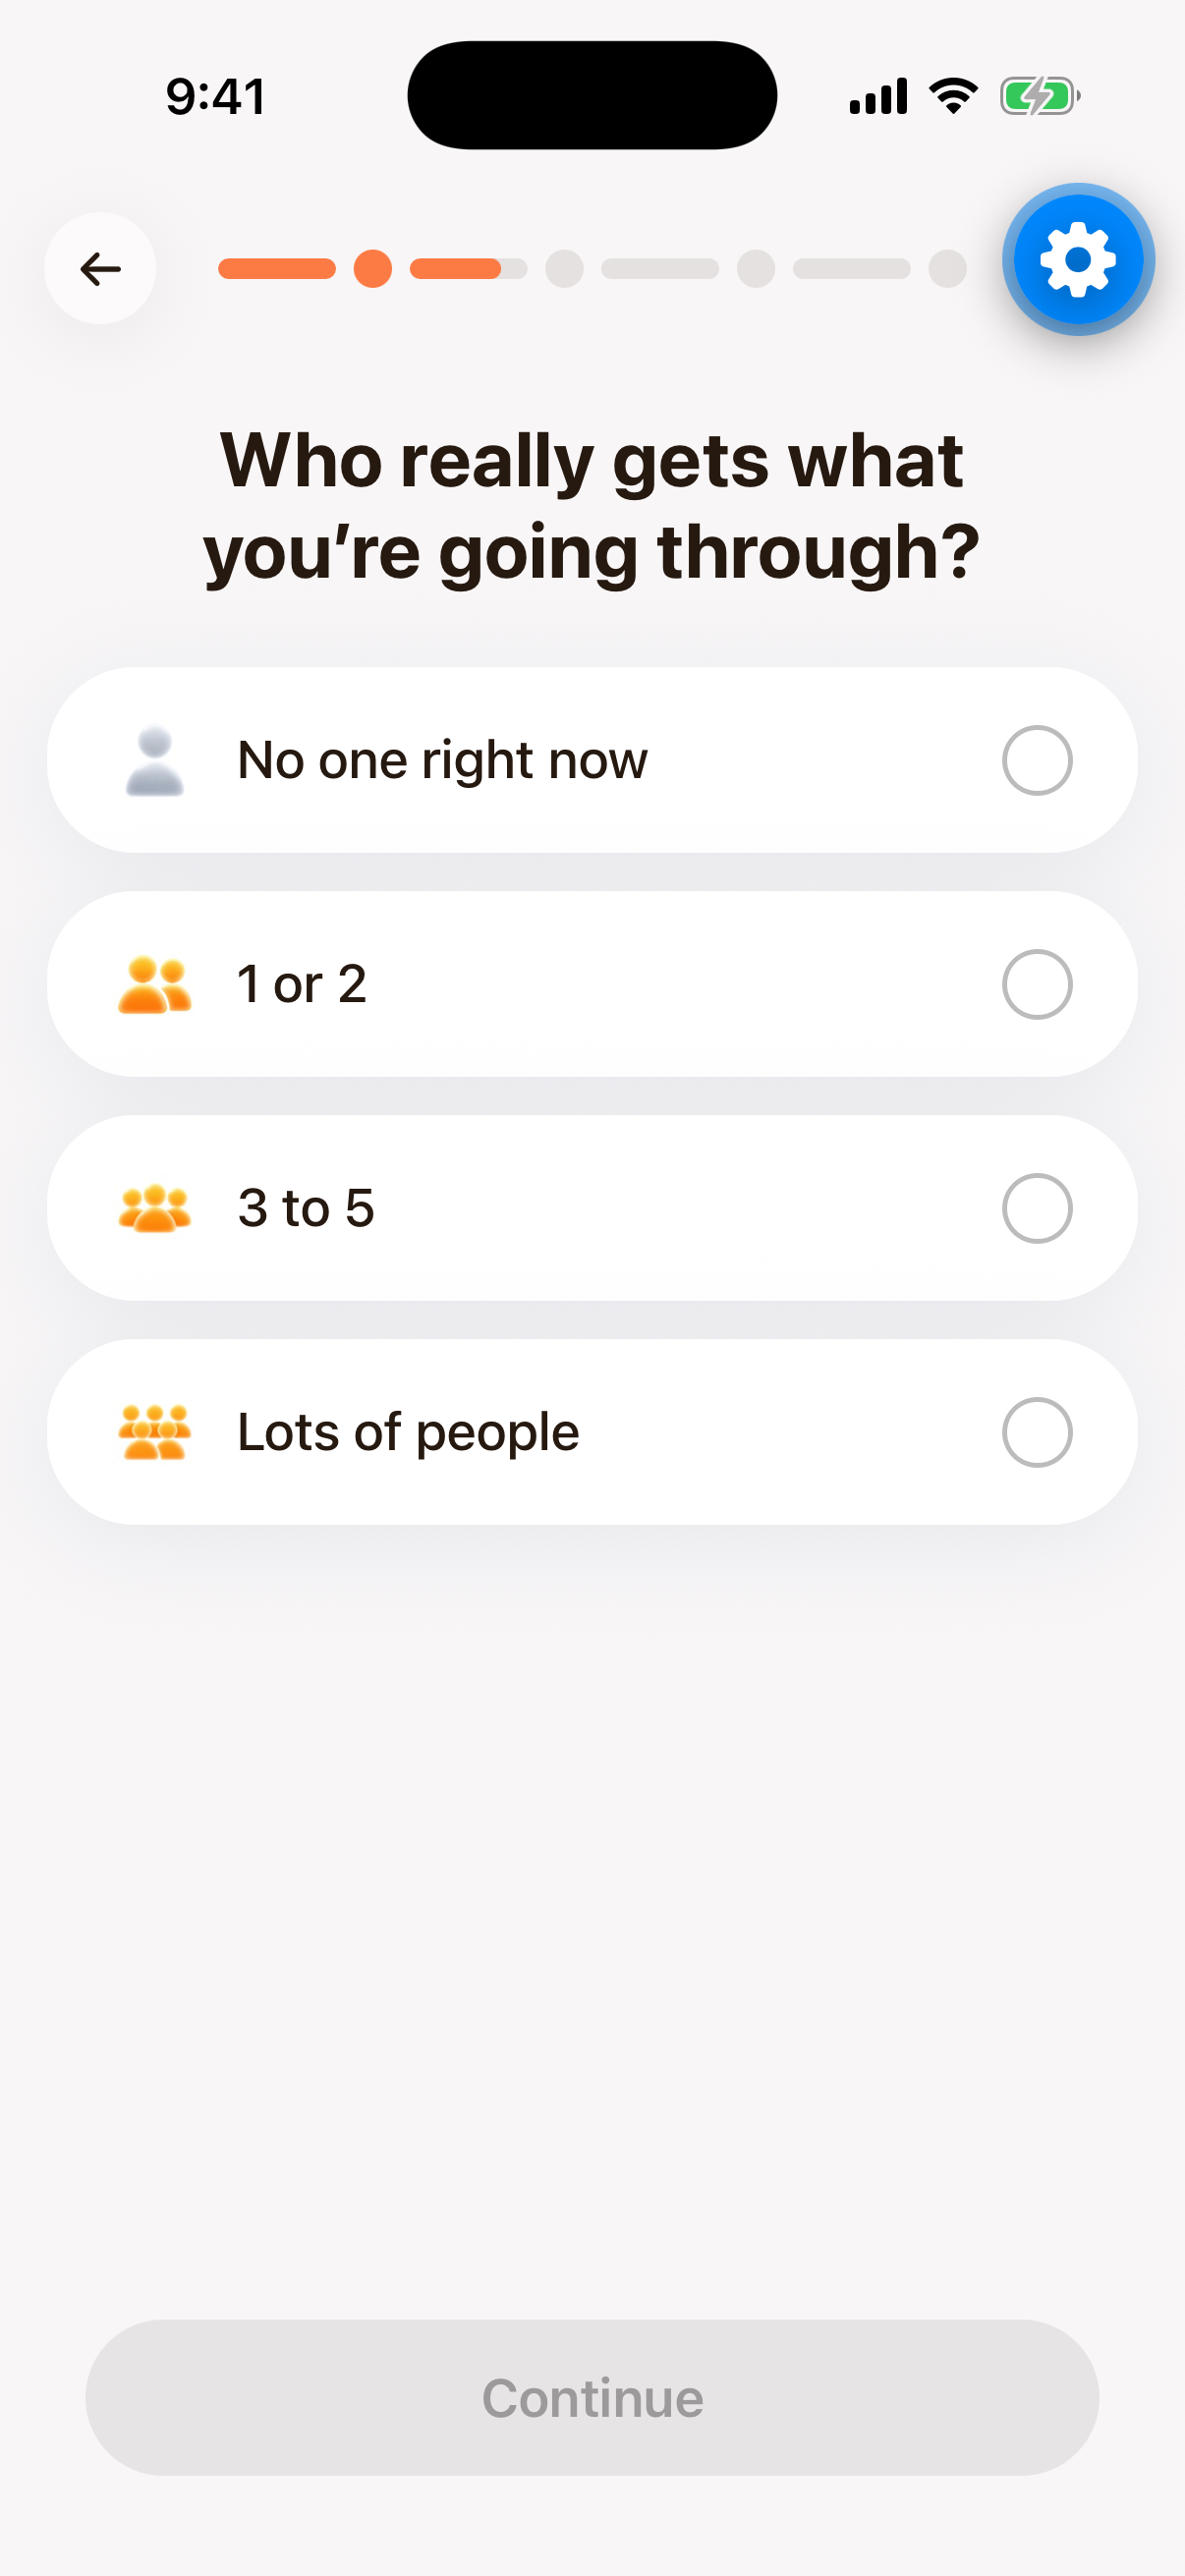 9:41
Who really gets what
you’re going through?
No one right now
1 or 2
3 to 5
Lots of people
Continue